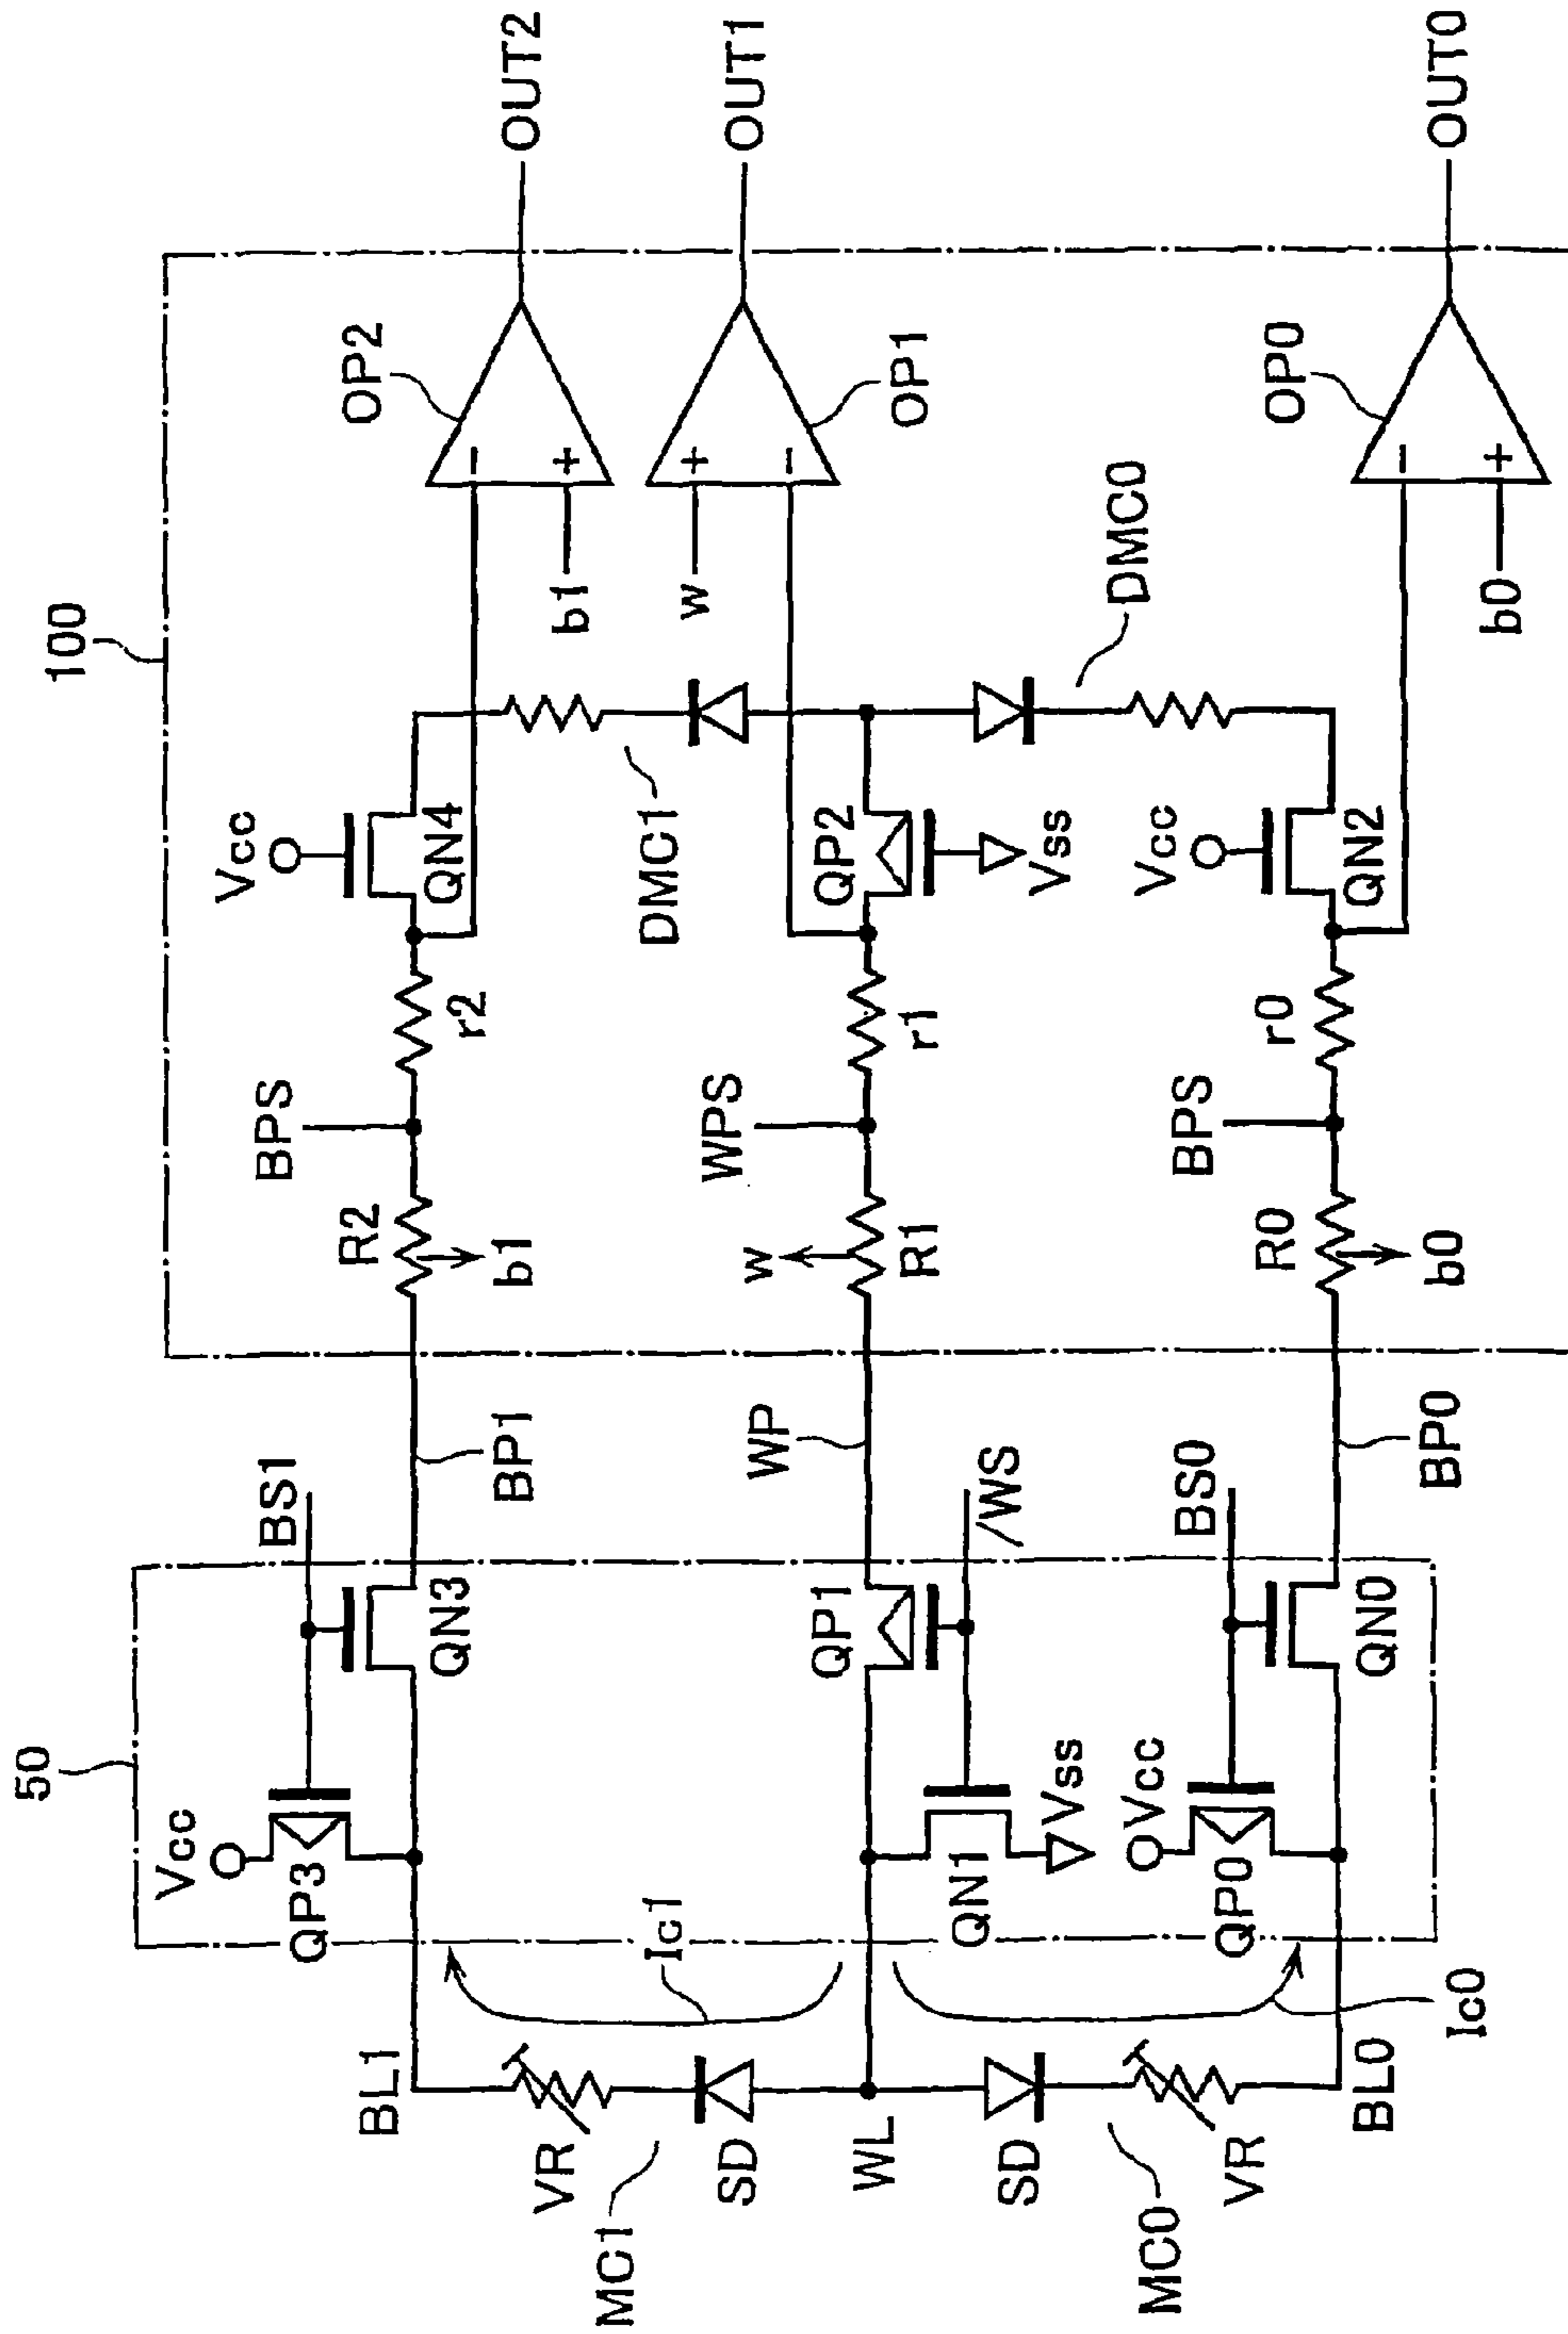 100
OUT2
OUT1
OUT0
OP2
OP1
OP0
-
+
+
-
-
+
b1
w
b0
DMC0
DMC1
Vcc
QN4
QP2
Vss
Vcc
QN2
r2
r1
r0
BPS
WPS
BPS
R2
b1
w
R1
R0
b0
BP1
WP
BP0
BS1
/WS
BS0
50
QN3
QP1
QN0
Vcc
QP3
QN1
Vss
Vcc
QP0
Ic1
Ic0
BL1
WL
BL0
VR
SD
SD
VR
MC1
MC0